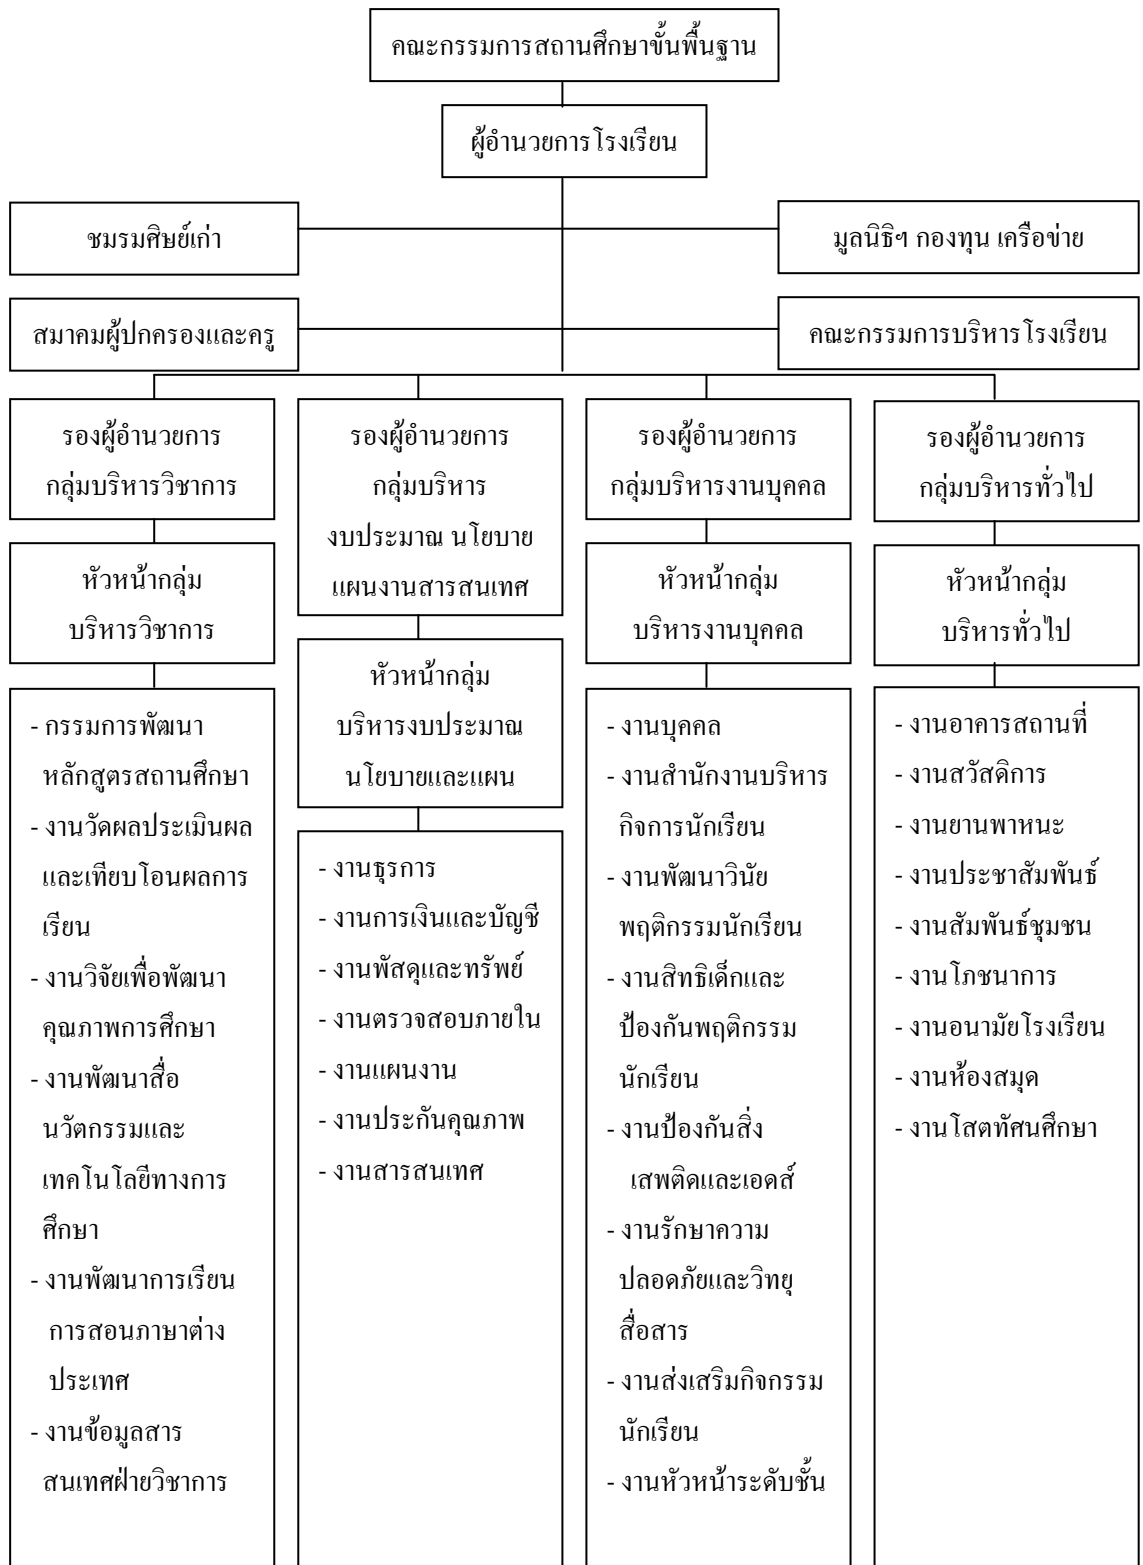 คณะกรรมการสถานศึกษาขั้นพื้นฐาน
ผู้อำนวยการโรงเรียน
ชมรมศิษย์เก่า
มูลนิธิฯ กองทุน เครือข่าย
สมาคมผู้ปกครองและครู
คณะกรรมการบริหารโรงเรียน
รองผู้อำนวยการ
กลุ่มบริหารวิชาการ
หัวหน้ากลุ่ม
บริหารวิชาการ
- กรรมการพัฒนา
หลักสูตรสถานศึกษา
- งานวัดผลประเมินผล
และเทียบโอนผลการ
เรียน
- งานวิจัยเพื่อพัฒนา
คุณภาพการศึกษา
- งานพัฒนาสื่อ
นวัตกรรมและ
เทคโนโลยีทางการ
ศึกษา
- งานพัฒนาการเรียน
การสอนภาษาต่าง
ประเทศ
- งานข้อมูลสาร
สนเทศฝ่ายวิชาการ
รองผู้อำนวยการ
กลุ่มบริหาร
งบประมาณ นโยบาย
แผนงานสารสนเทศ
หัวหน้ากลุ่ม
บริหารงบประมาณ
นโยบายและแผน
- งานธุรการ
- งานการเงินและบัญชี
- งานพัสดุและทรัพย์
- งานตรวจสอบภายใน
- งานแผนงาน
- งานประกันคุณภาพ
- งานสารสนเทศ
รองผู้อำนวยการ
กลุ่มบริหารงานบุคคล
หัวหน้ากลุ่ม
บริหารงานบุคคล
- งานบุคคล
- งานสำนักงานบริหาร
กิจการนักเรียน
- งานพัฒนาวินัย
พฤติกรรมนักเรียน
- งานสิทธิเด็กและ
ป้องกันพฤติกรรม
นักเรียน
- งานป้องกันสิ่ง
เสพติดและเอดส์
- งานรักษาความ
ปลอดภัยและวิทยุ
สื่อสาร
- งานส่งเสริมกิจกรรม
นักเรียน
- งานหัวหน้าระดับชั้น
รองผู้อำนวยการ
กลุ่มบริหารทั่วไป
หัวหน้ากลุ่ม
บริหารทั่วไป
- งานอาคารสถานที่
- งานสวัสดิการ
- งานยานพาหนะ
- งานประชาสัมพันธ์
- งานสัมพันธ์ชุมชน
- งานโภชนาการ
- งานอนามัยโรงเรียน
- งานห้องสมุด
- งานโสตทัศนศึกษา